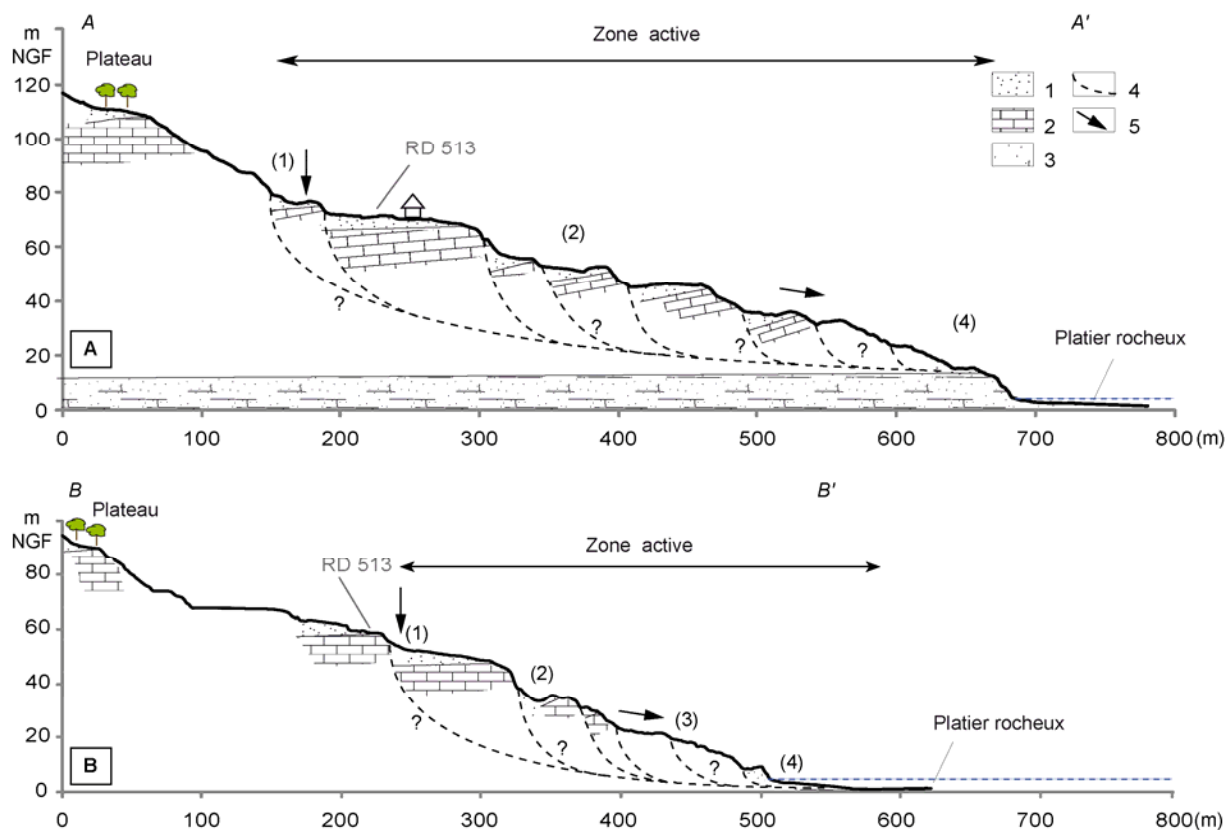 A
A'
m
NGF
Plateau
Zone active
120
1
4
2
5
3
100
(1)
RD 513
80
60
(2)
40
?
?
?
?
(4)
20
Platier rocheux
A
0
0 100 200 300 400 500 600 700 800 (m)
B
B'
m
NGF
Plateau
Zone active
RD 513
80
60
(1)
(2)
40
?
(3)
20
?
?
(4)
Platier rocheux
B
0
0 100 200 300 400 500 600 700 800 (m)